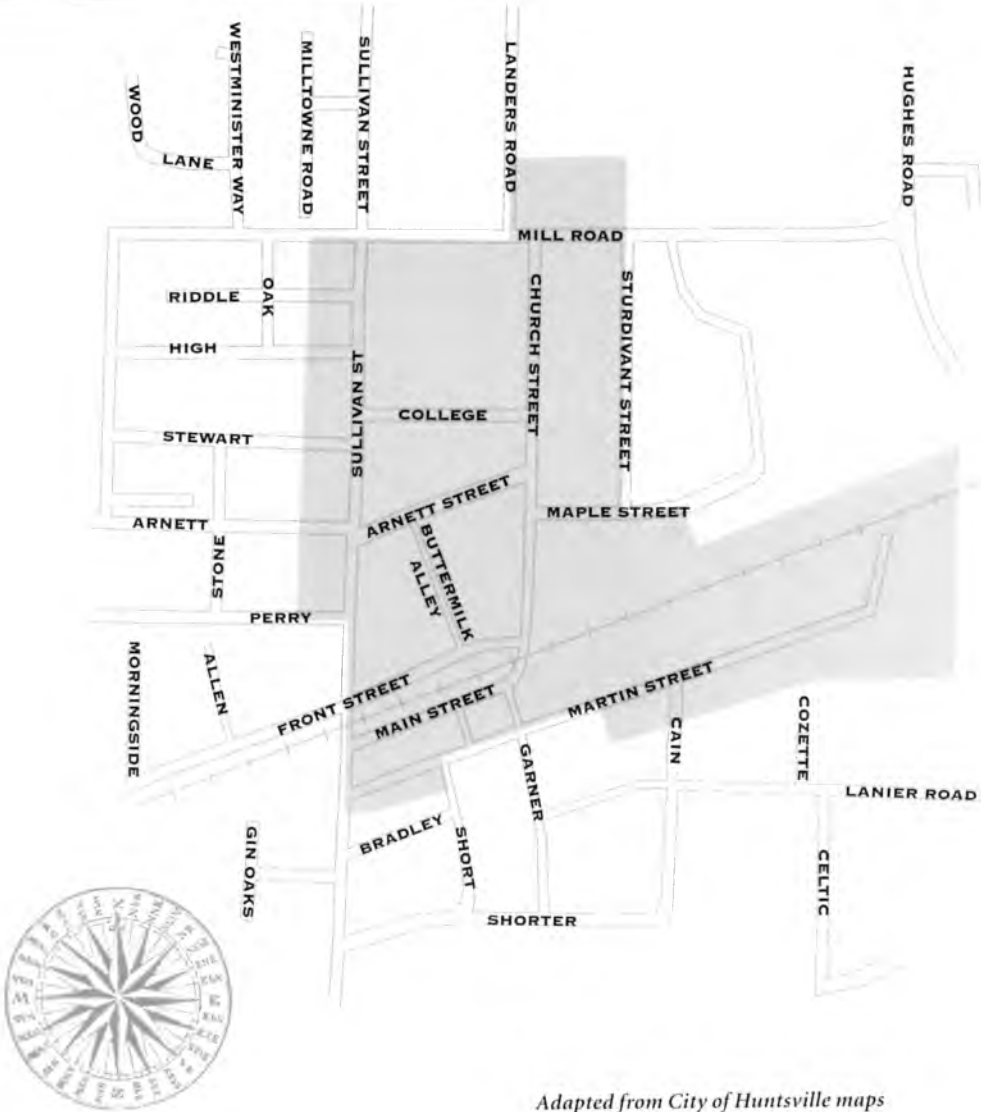 WOOD
LANE
WESTMINISTER WAY
MILLTOWNE ROAD
SULLIVAN STREET
LANDERS ROAD
HUGHES ROAD
MILL ROAD
OAK
RIDDLE
HIGH
CHURCH STREET
STURDIVANT STREET
SULLIVAN ST
COLLEGE
STEWART
ARNETT STREET
MAPLE STREET
ARNETT
STONE
BUTTERMILK
ALLEY
PERRY
MORNINGSIDE
ALLEN
FRONT STREET
MAIN STREET
MARTIN STREET
GARNER
CAIN
COZETTE
LANIER ROAD
BRADLEY
SHORT
GIN OAKS
CELTIC
SHORTER
N
E
S
W
Adapted from City of Huntsville maps